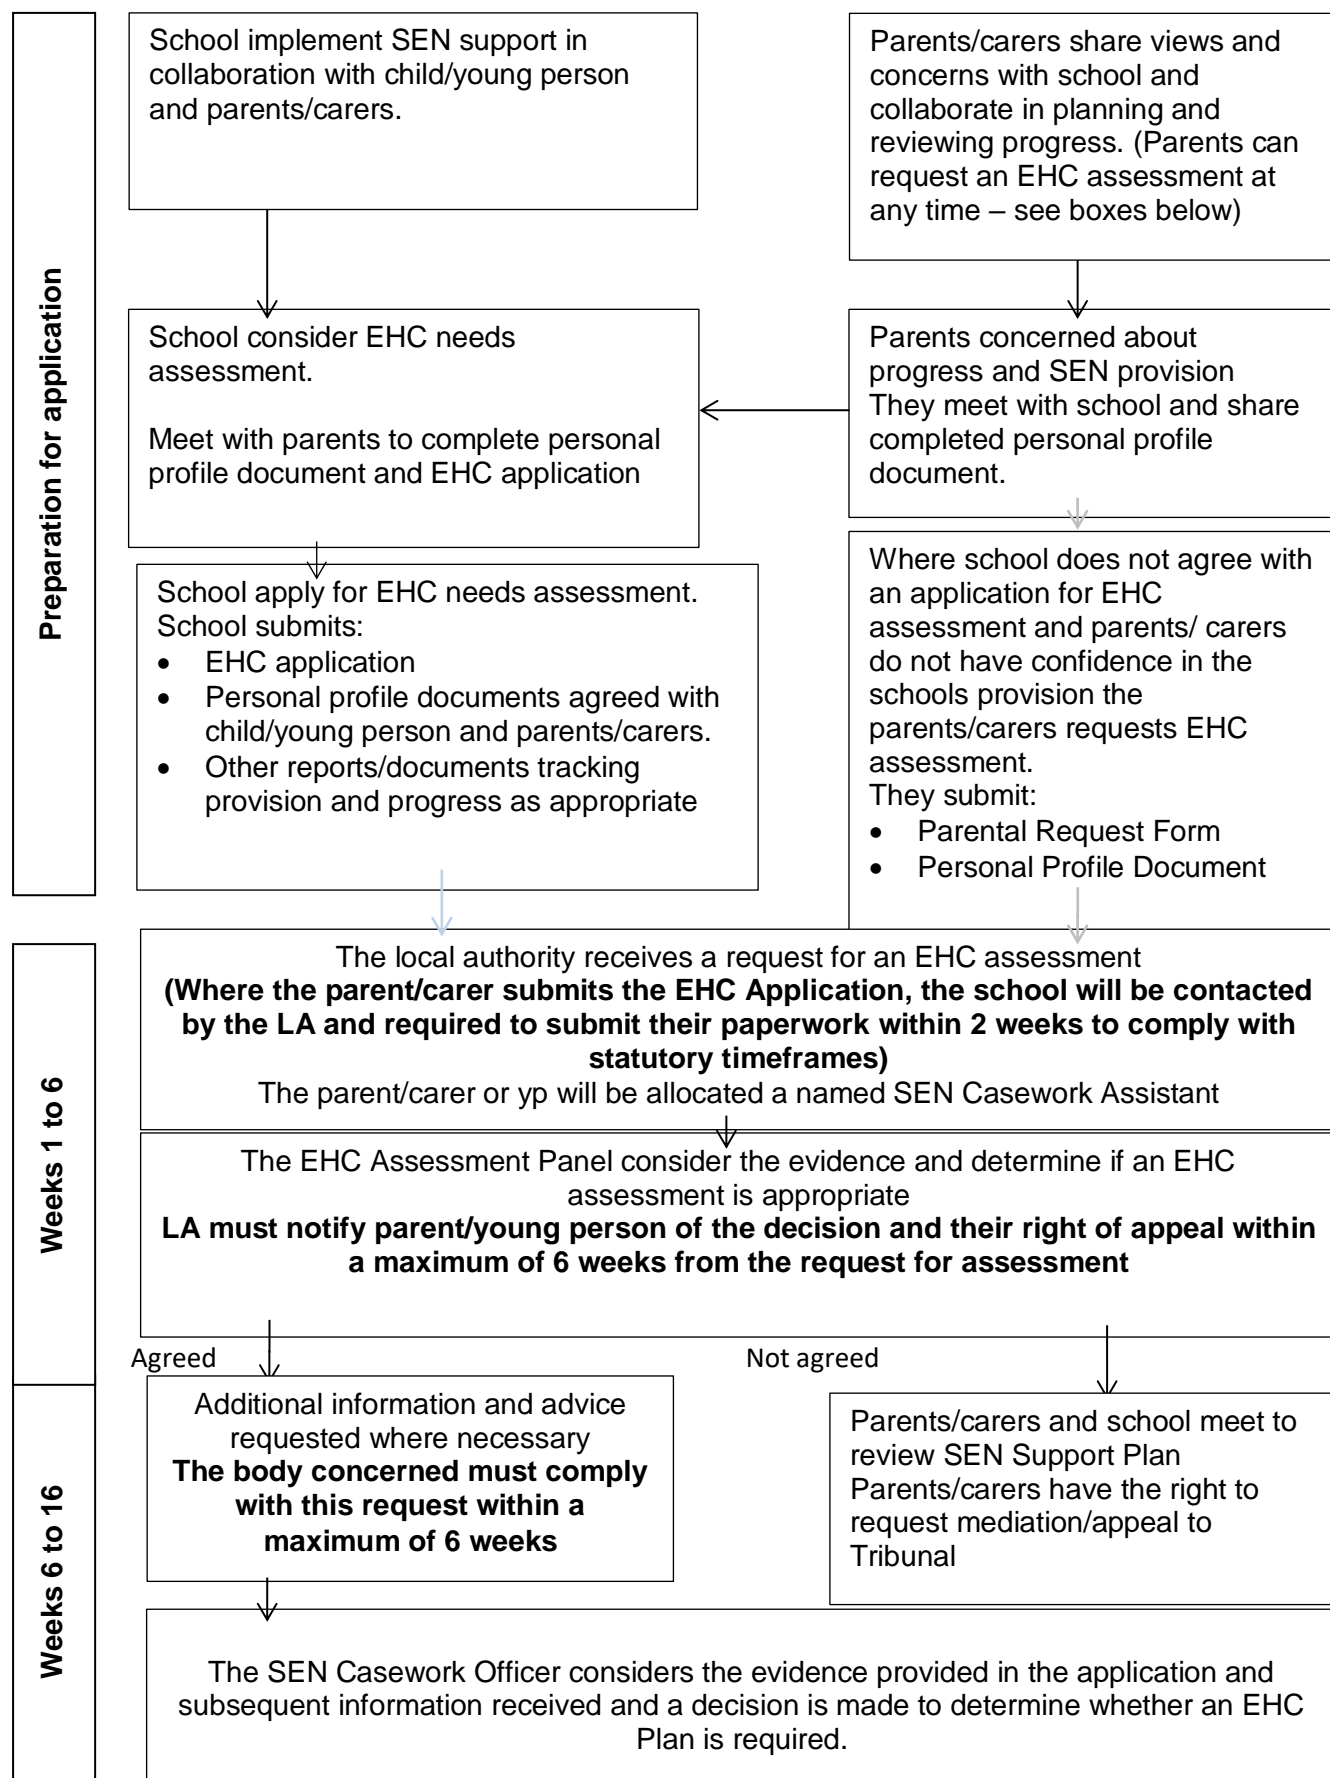 Preparation for application
School implement SEN support in
collaboration with child/young person
and parents/carers.
Parents/carers share views and
concerns with school and
collaborate in planning and
reviewing progress. (Parents can
request an EHC assessment at
any time – see boxes below)
School consider EHC needs
assessment.
Meet with parents to complete personal
profile document and EHC application
Parents concerned about
progress and SEN provision
They meet with school and share
completed personal profile
document.
School apply for EHC needs assessment.
School submits:
• EHC application
• Personal profile documents agreed with
child/young person and parents/carers.
• Other reports/documents tracking
provision and progress as appropriate
Where school does not agree with
an application for EHC
assessment and parents/ carers
do not have confidence in the
schools provision the
parents/carers requests EHC
assessment.
They submit:
• Parental Request Form
• Personal Profile Document
Weeks 1 to 6
The local authority receives a request for an EHC assessment
(Where the parent/carer submits the EHC Application, the school will be contacted
by the LA and required to submit their paperwork within 2 weeks to comply with
statutory timeframes)
The parent/carer or yp will be allocated a named SEN Casework Assistant
The EHC Assessment Panel consider the evidence and determine if an EHC
assessment is appropriate
LA must notify parent/young person of the decision and their right of appeal within
a maximum of 6 weeks from the request for assessment
Agreed
Not agreed
Weeks 6 to 16
Additional information and advice
requested where necessary
The body concerned must comply
with this request within a
maximum of 6 weeks
Parents/carers and school meet to
review SEN Support Plan
Parents/carers have the right to
request mediation/appeal to
Tribunal
The SEN Casework Officer considers the evidence provided in the application and
subsequent information received and a decision is made to determine whether an EHC
Plan is required.